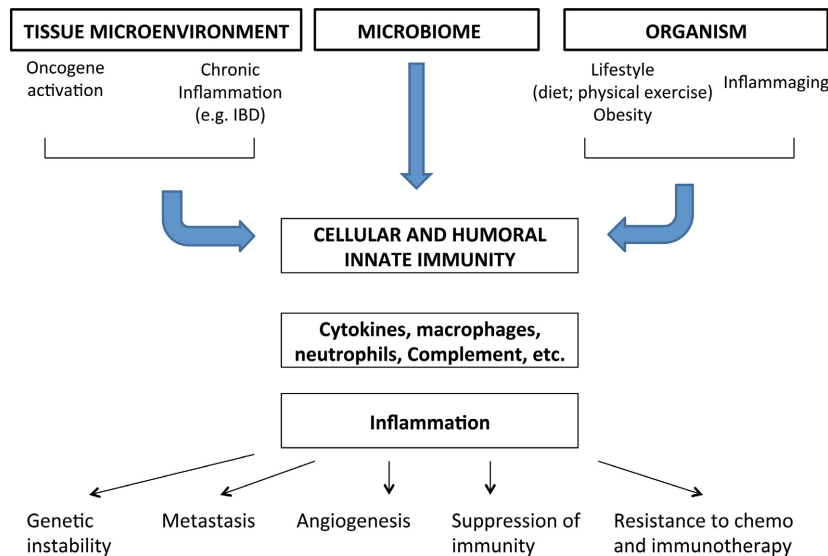 TISSUE MICROENVIRONMENT
MICROBIOME
ORGANISM
Oncogene
activation
Chronic
Inflammation
(e.g. IBD)
Lifestyle
(diet; physical exercise)
Obesity
Inflammaging
CELLULAR AND HUMORAL
INNATE IMMUNITY
Cytokines, macrophages,
neutrophils, Complement, etc.
Inflammation
Genetic
instability
Metastasis
Angiogenesis
Suppression of
immunity
Resistance to chemo
and immunotherapy